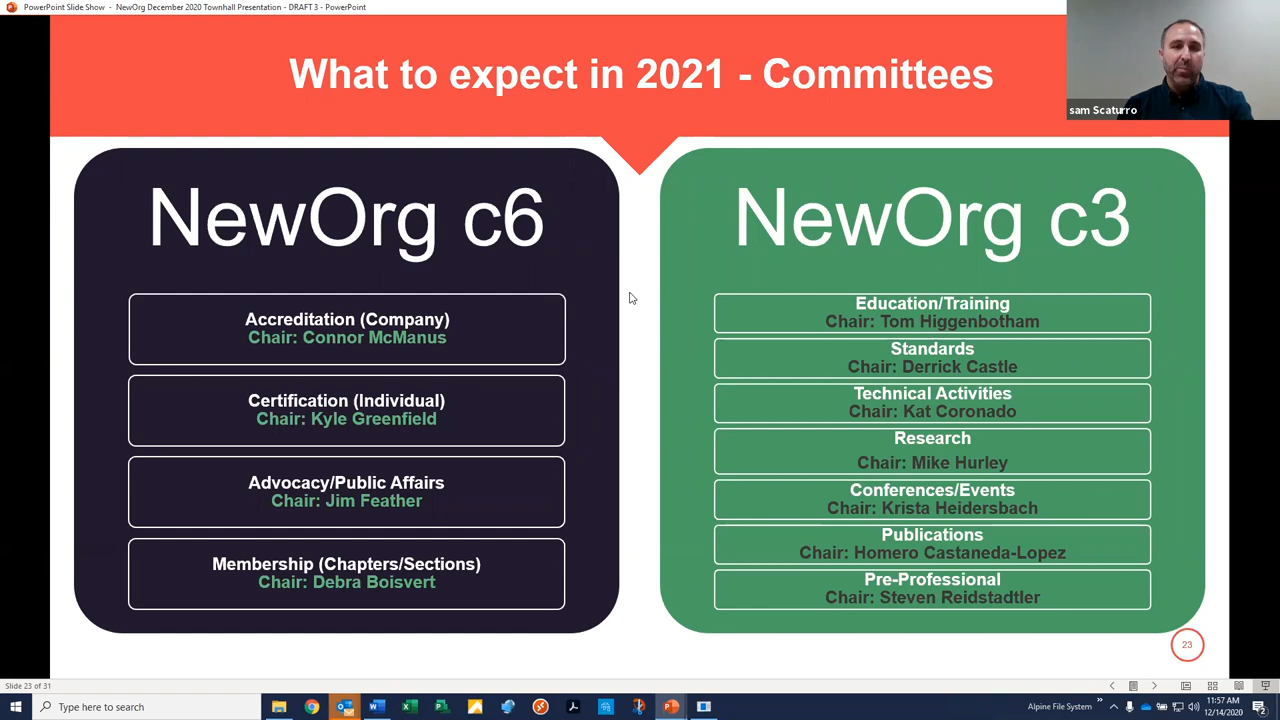 PowerPoint Slide Show - NewOrg December 2020 Townhall Presentation - DRAFT 3 - PowerPoint
What to expect in 2021 - Committees
sam Scaturro
NewOrg c6
Accreditation (Company)
Chair: Connor McManus
Certification (Individual)
Chair: Kyle Greenfield
Advocacy/Public Affairs
Chair: Jim Feather
Membership (Chapters/Sections)
Chair: Debra Boisvert
NewOrg c3
Education/Training
Chair: Tom Higgenbotham
Standards
Chair: Derrick Castle
Technical Activities
Chair: Kat Coronado
Research
Chair: Mike Hurley
Conferences/Events
Chair: Krista Heidersbach
Publications
Chair: Homero Castaneda-Lopez
Pre-Professional
Chair: Steven Reidstadtler
23
Slide 23 of 31
Type here to search
Alpine File System
11:57 AM
12/14/2020
2